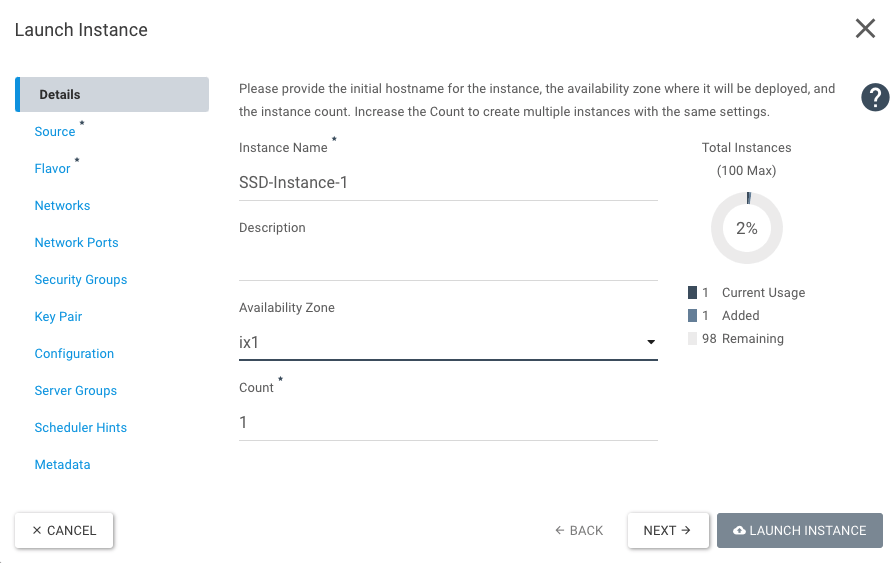 Launch Instance
Details
Source *
Flavor *
Networks
Network Ports
Security Groups
Key Pair
Configuration
Server Groups
Scheduler Hints
Metadata
Please provide the initial hostname for the instance, the availability zone where it will be deployed, and
the instance count. Increase the Count to create multiple instances with the same settings.
?
Instance Name *
SSD-Instance-1
Description
Availability Zone
ix1
Count *
1
Total Instances
(100 Max)
2%
1 Current Usage
1 Added
98 Remaining
× CANCEL
← BACK
NEXT →
LAUNCH INSTANCE